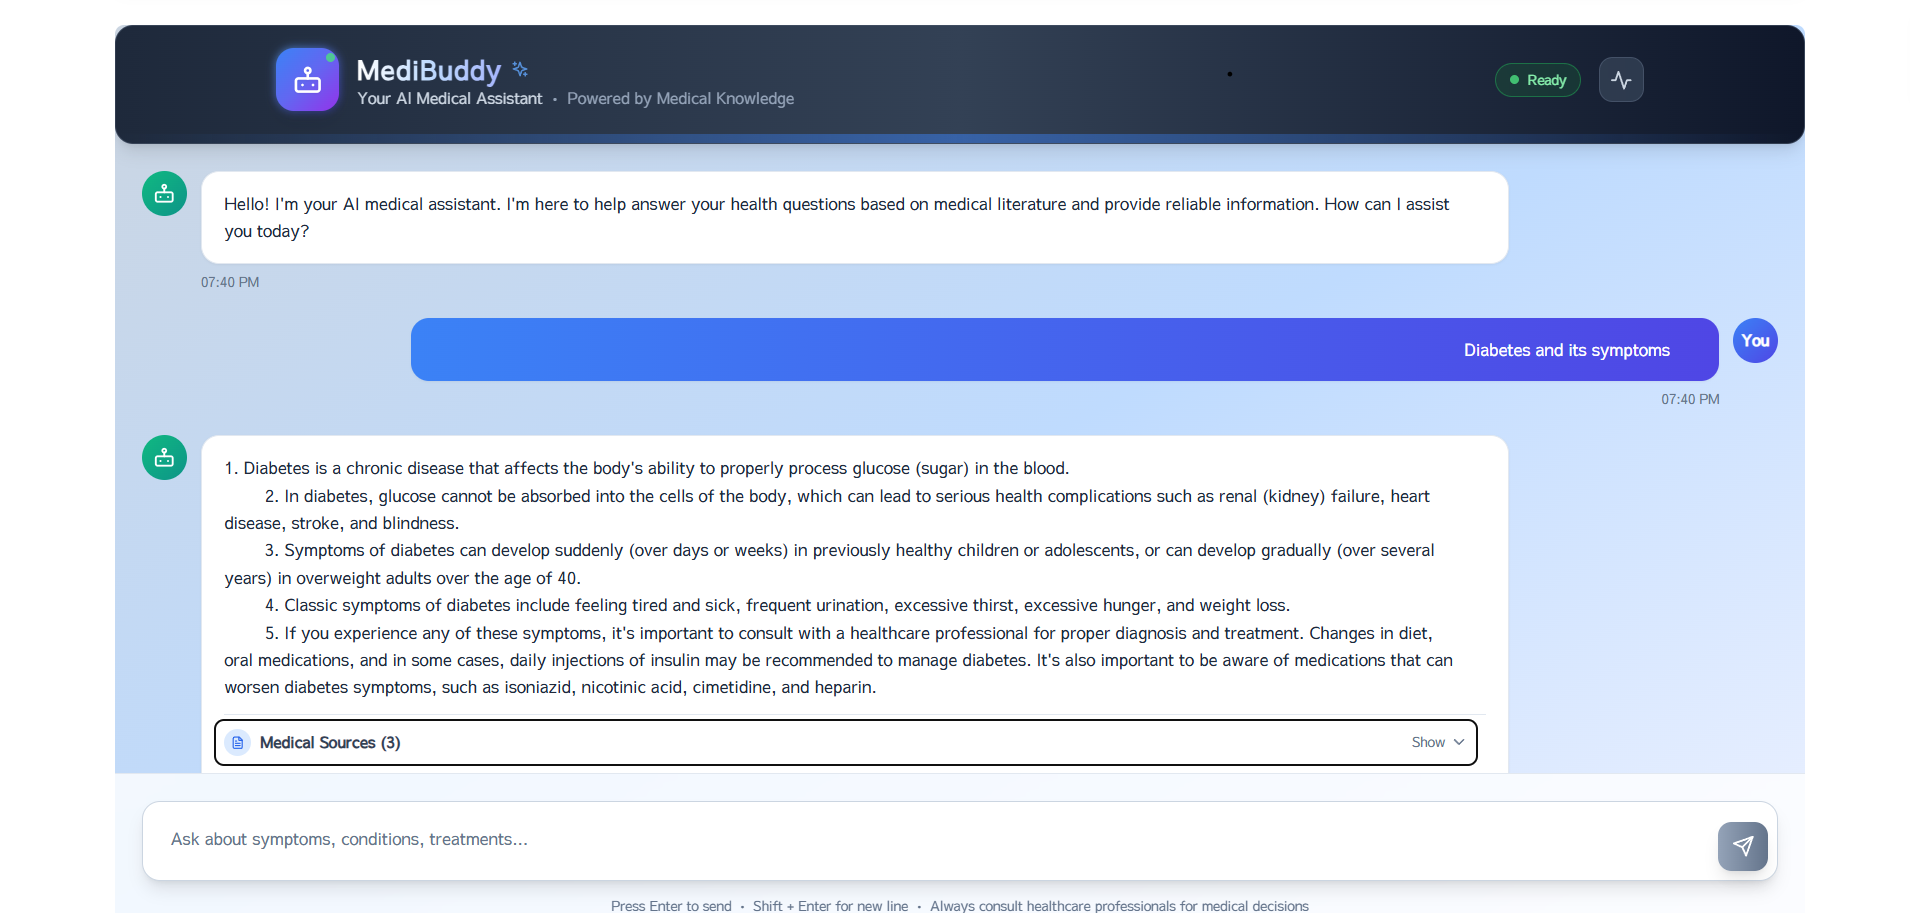 MediBuddy
Your AI Medical Assistant • Powered by Medical Knowledge
Ready
Hello! I'm your AI medical assistant. I'm here to help answer your health questions based on medical literature and provide reliable information. How can I assist
you today?
07:40 PM
Diabetes and its symptoms
You
07:40 PM
1. Diabetes is a chronic disease that affects the body's ability to properly process glucose (sugar) in the blood.
2. In diabetes, glucose cannot be absorbed into the cells of the body, which can lead to serious health complications such as renal (kidney) failure, heart
disease, stroke, and blindness.
3. Symptoms of diabetes can develop suddenly (over days or weeks) in previously healthy children or adolescents, or can develop gradually (over several
years) in overweight adults over the age of 40.
4. Classic symptoms of diabetes include feeling tired and sick, frequent urination, excessive thirst, excessive hunger, and weight loss.
5. If you experience any of these symptoms, it's important to consult with a healthcare professional for proper diagnosis and treatment. Changes in diet,
oral medications, and in some cases, daily injections of insulin may be recommended to manage diabetes. It's also important to be aware of medications that can
worsen diabetes symptoms, such as isoniazid, nicotinic acid, cimetidine, and heparin.
Medical Sources (3)
Show
Ask about symptoms, conditions, treatments...
Press Enter to send • Shift + Enter for new line • Always consult healthcare professionals for medical decisions